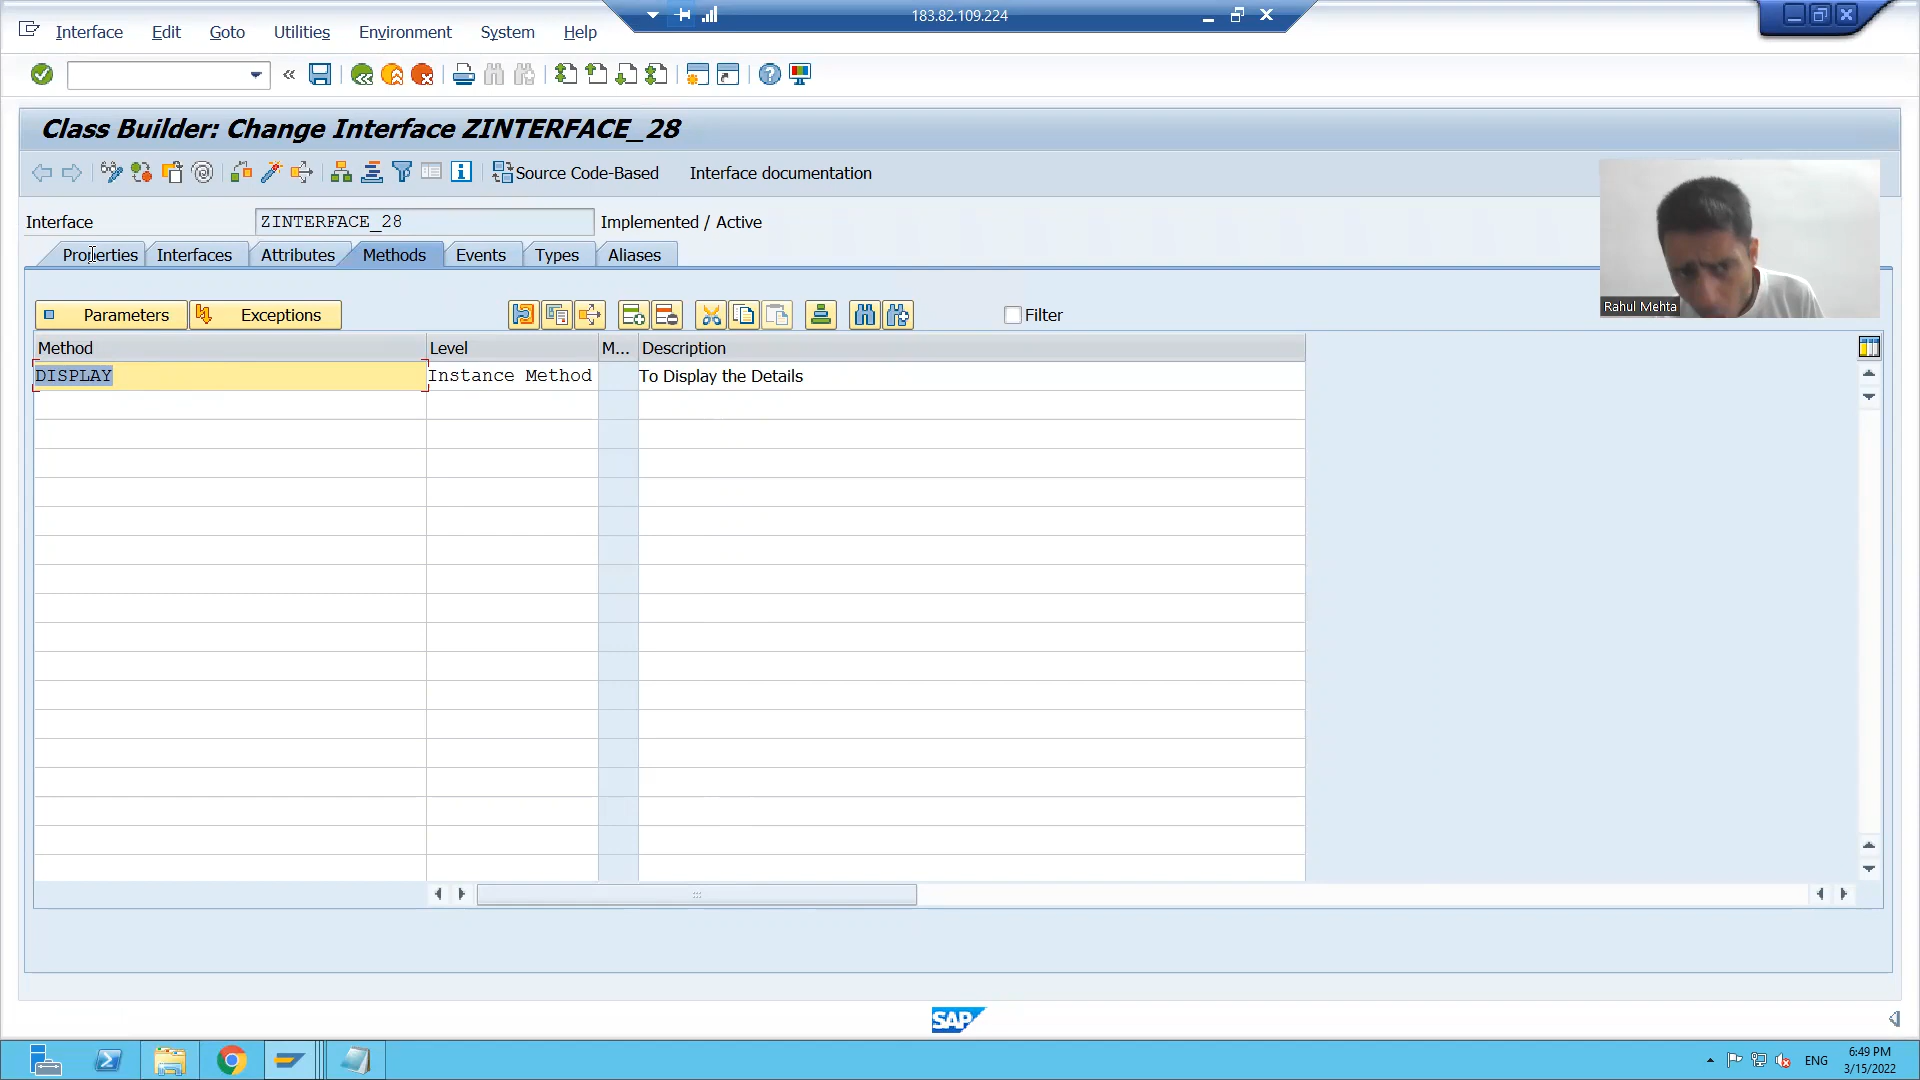 183.82.109.224
Interface Edit Goto Utilities Environment System Help
Class Builder: Change Interface ZINTERFACE_28
Source Code-Based Interface documentation
Interface ZINTERFACE_28 Implemented / Active
Properties Interfaces Attributes Methods Events Types Aliases
Parameters Exceptions Filter
Rahul Mehta
Method Level M... Description
DISPLAY Instance Method To Display the Details
SAP
ENG
6:49 PM
3/15/2022